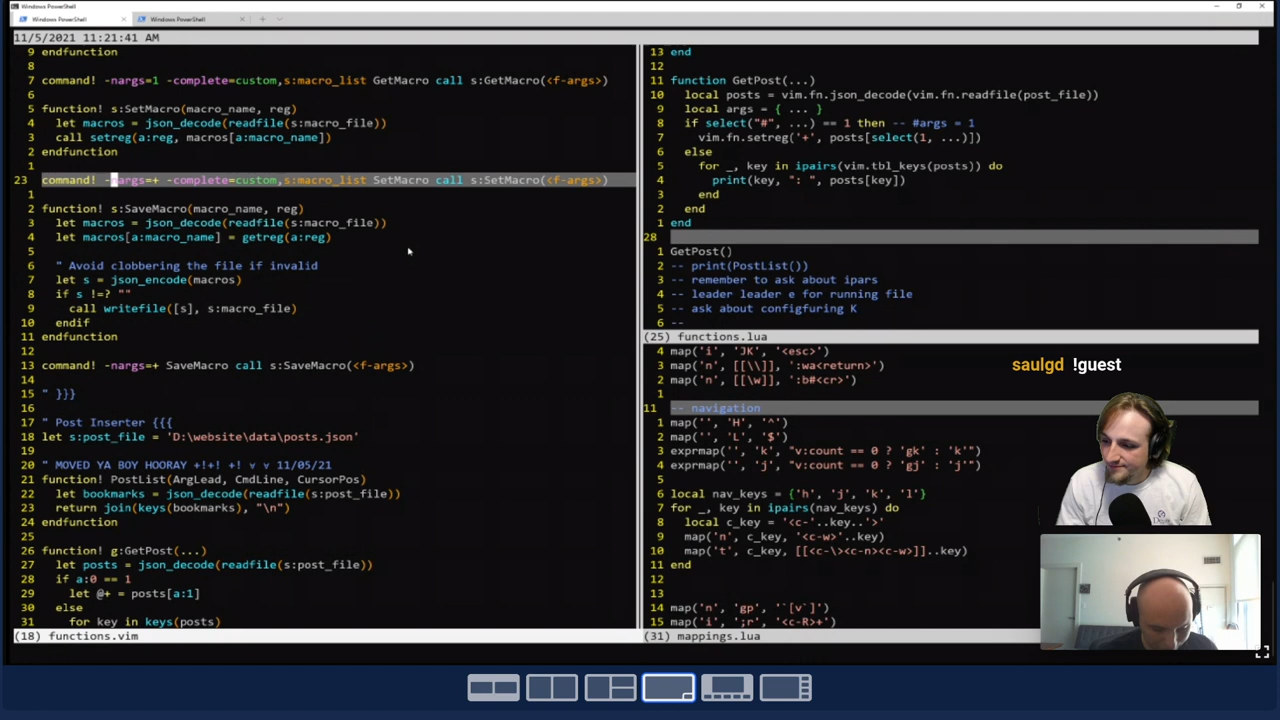 Windows PowerShell
Windows PowerShell
Windows PowerShell
11/5/2021 11:21:41 AM
9 endfunction
8
7 command! -nargs=1 -complete=custom,s:macro_list GetMacro call s:GetMacro(<f-args>)
6
5 function! s:SetMacro(macro_name, reg)
4   let macros = json_decode(readfile(s:macro_file))
3   call setreg(a:reg, macros[a:macro_name])
2 endfunction
1
23 command! -nargs=+ -complete=custom,s:macro_list SetMacro call s:SetMacro(<f-args>)
1
2 function! s:SaveMacro(macro_name, reg)
3   let macros = json_decode(readfile(s:macro_file))
4   let macros[a:macro_name] = getreg(a:reg)
5
6   " Avoid clobbering the file if invalid
7   let s = json_encode(macros)
8   if s !=? ""
9     call writefile([s], s:macro_file)
10   endif
11 endfunction
12
13 command! -nargs=+ SaveMacro call s:SaveMacro(<f-args>)
14
15 " }}}
16
17 " Post Inserter {{{
18 let s:post_file = 'D:\website\data\posts.json'
19
20 " MOVED YA BOY HOORAY +!+! +! v v 11/05/21
21 function! PostList(ArgLead, CmdLine, CursorPos)
22   let bookmarks = json_decode(readfile(s:post_file))
23   return join(keys(bookmarks), "\n")
24 endfunction
25
26 function! g:GetPost(...)
27   let posts = json_decode(readfile(s:post_file))
28   if a:0 == 1
29     let @+ = posts[a:1]
30   else
31     for key in keys(posts)
(18) functions.vim
13 end
12
11 function GetPost(...)
10   local posts = vim.fn.json_decode(vim.fn.readfile(post_file))
9   local args = { ... }
8   if select("#", ...) == 1 then -- #args = 1
7     vim.fn.setreg('+', posts[select(1, ...)])
6   else
5     for _, key in ipairs(vim.tbl_keys(posts)) do
4       print(key, ": ", posts[key])
3     end
2   end
1 end
28
1 GetPost()
2 -- print(PostList())
3 -- remember to ask about ipars
4 -- leader leader e for running file
5 -- ask about configfuring K
6 --
(25) functions.lua
4 map('i', 'JK', '<esc>')
3 map('n', [[\\]], ':wa<return>')
2 map('n', [[\w]], ':b#<cr>')
1
11 -- navigation
1 map('', 'H', '^')
2 map('', 'L', '$')
3 exprmap('', 'k', "v:count == 0 ? 'gk' : 'k'")
4 exprmap('', 'j', "v:count == 0 ? 'gj' : 'j'")
5
6 local nav_keys = {'h', 'j', 'k', 'l'}
7 for _, key in ipairs(nav_keys) do
8   local c_key = '<c-'..key..'>'
9   map('n', c_key, '<c-w>'..key)
10   map('t', c_key, [[<c-\><c-n><c-w>]]..key)
11 end
12
13
14 map('n', 'gp', '`[v`]')
15 map('i', ';r', '<c-R>+')
(31) mappings.lua
saulgd !guest